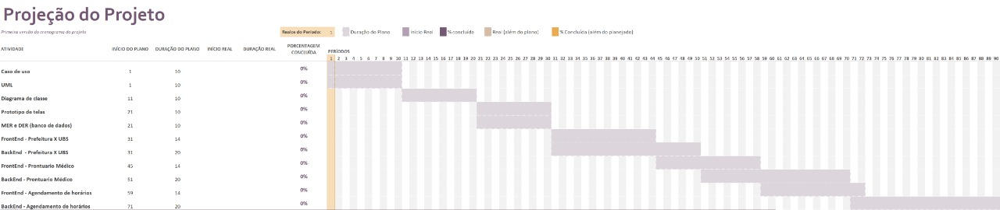 Projeção do Projeto
Primeira versão do cronograma do projeto
Realce do Período: 1 Duração do Plano Início Real % concluída Real (além do plano) % Concluída (além do planejado)
ATIVIDADE INÍCIO DO PLANO DURAÇÃO DO PLANO INÍCIO REAL DURAÇÃO REAL PORCENTAGEM CONCLUÍDA PERÍODOS
1 2 3 4 5 6 7 8 9 10 11 12 13 14 15 16 17 18 19 20 21 22 23 24 25 26 27 28 29 30 31 32 33 34 35 36 37 38 39 40 41 42 43 44 45 46 47 48 49 50 51 52 53 54 55 56 57 58 59 60 61 62 63 64 65 66 67 68 69 70 71 72 73 74 75 76 77 78 79 80 81 82 83 84 85 86 87 88 89 90
Caso de uso 1 10 0%
UML 1 10 0%
Diagrama de classe 11 10 0%
Prototipo de telas 21 10 0%
MER e DER (banco de dados) 21 10 0%
FrontEnd - Prefeitura X UBS 31 14 0%
BackEnd - Prefeitura X UBS 31 20 0%
FrontEnd - Prontuario Médico 45 14 0%
BackEnd - Prontuario Médico 51 20 0%
FrontEnd - Agendamento de horários 59 14 0%
BackEnd - Agendamento de horários 71 20 0%